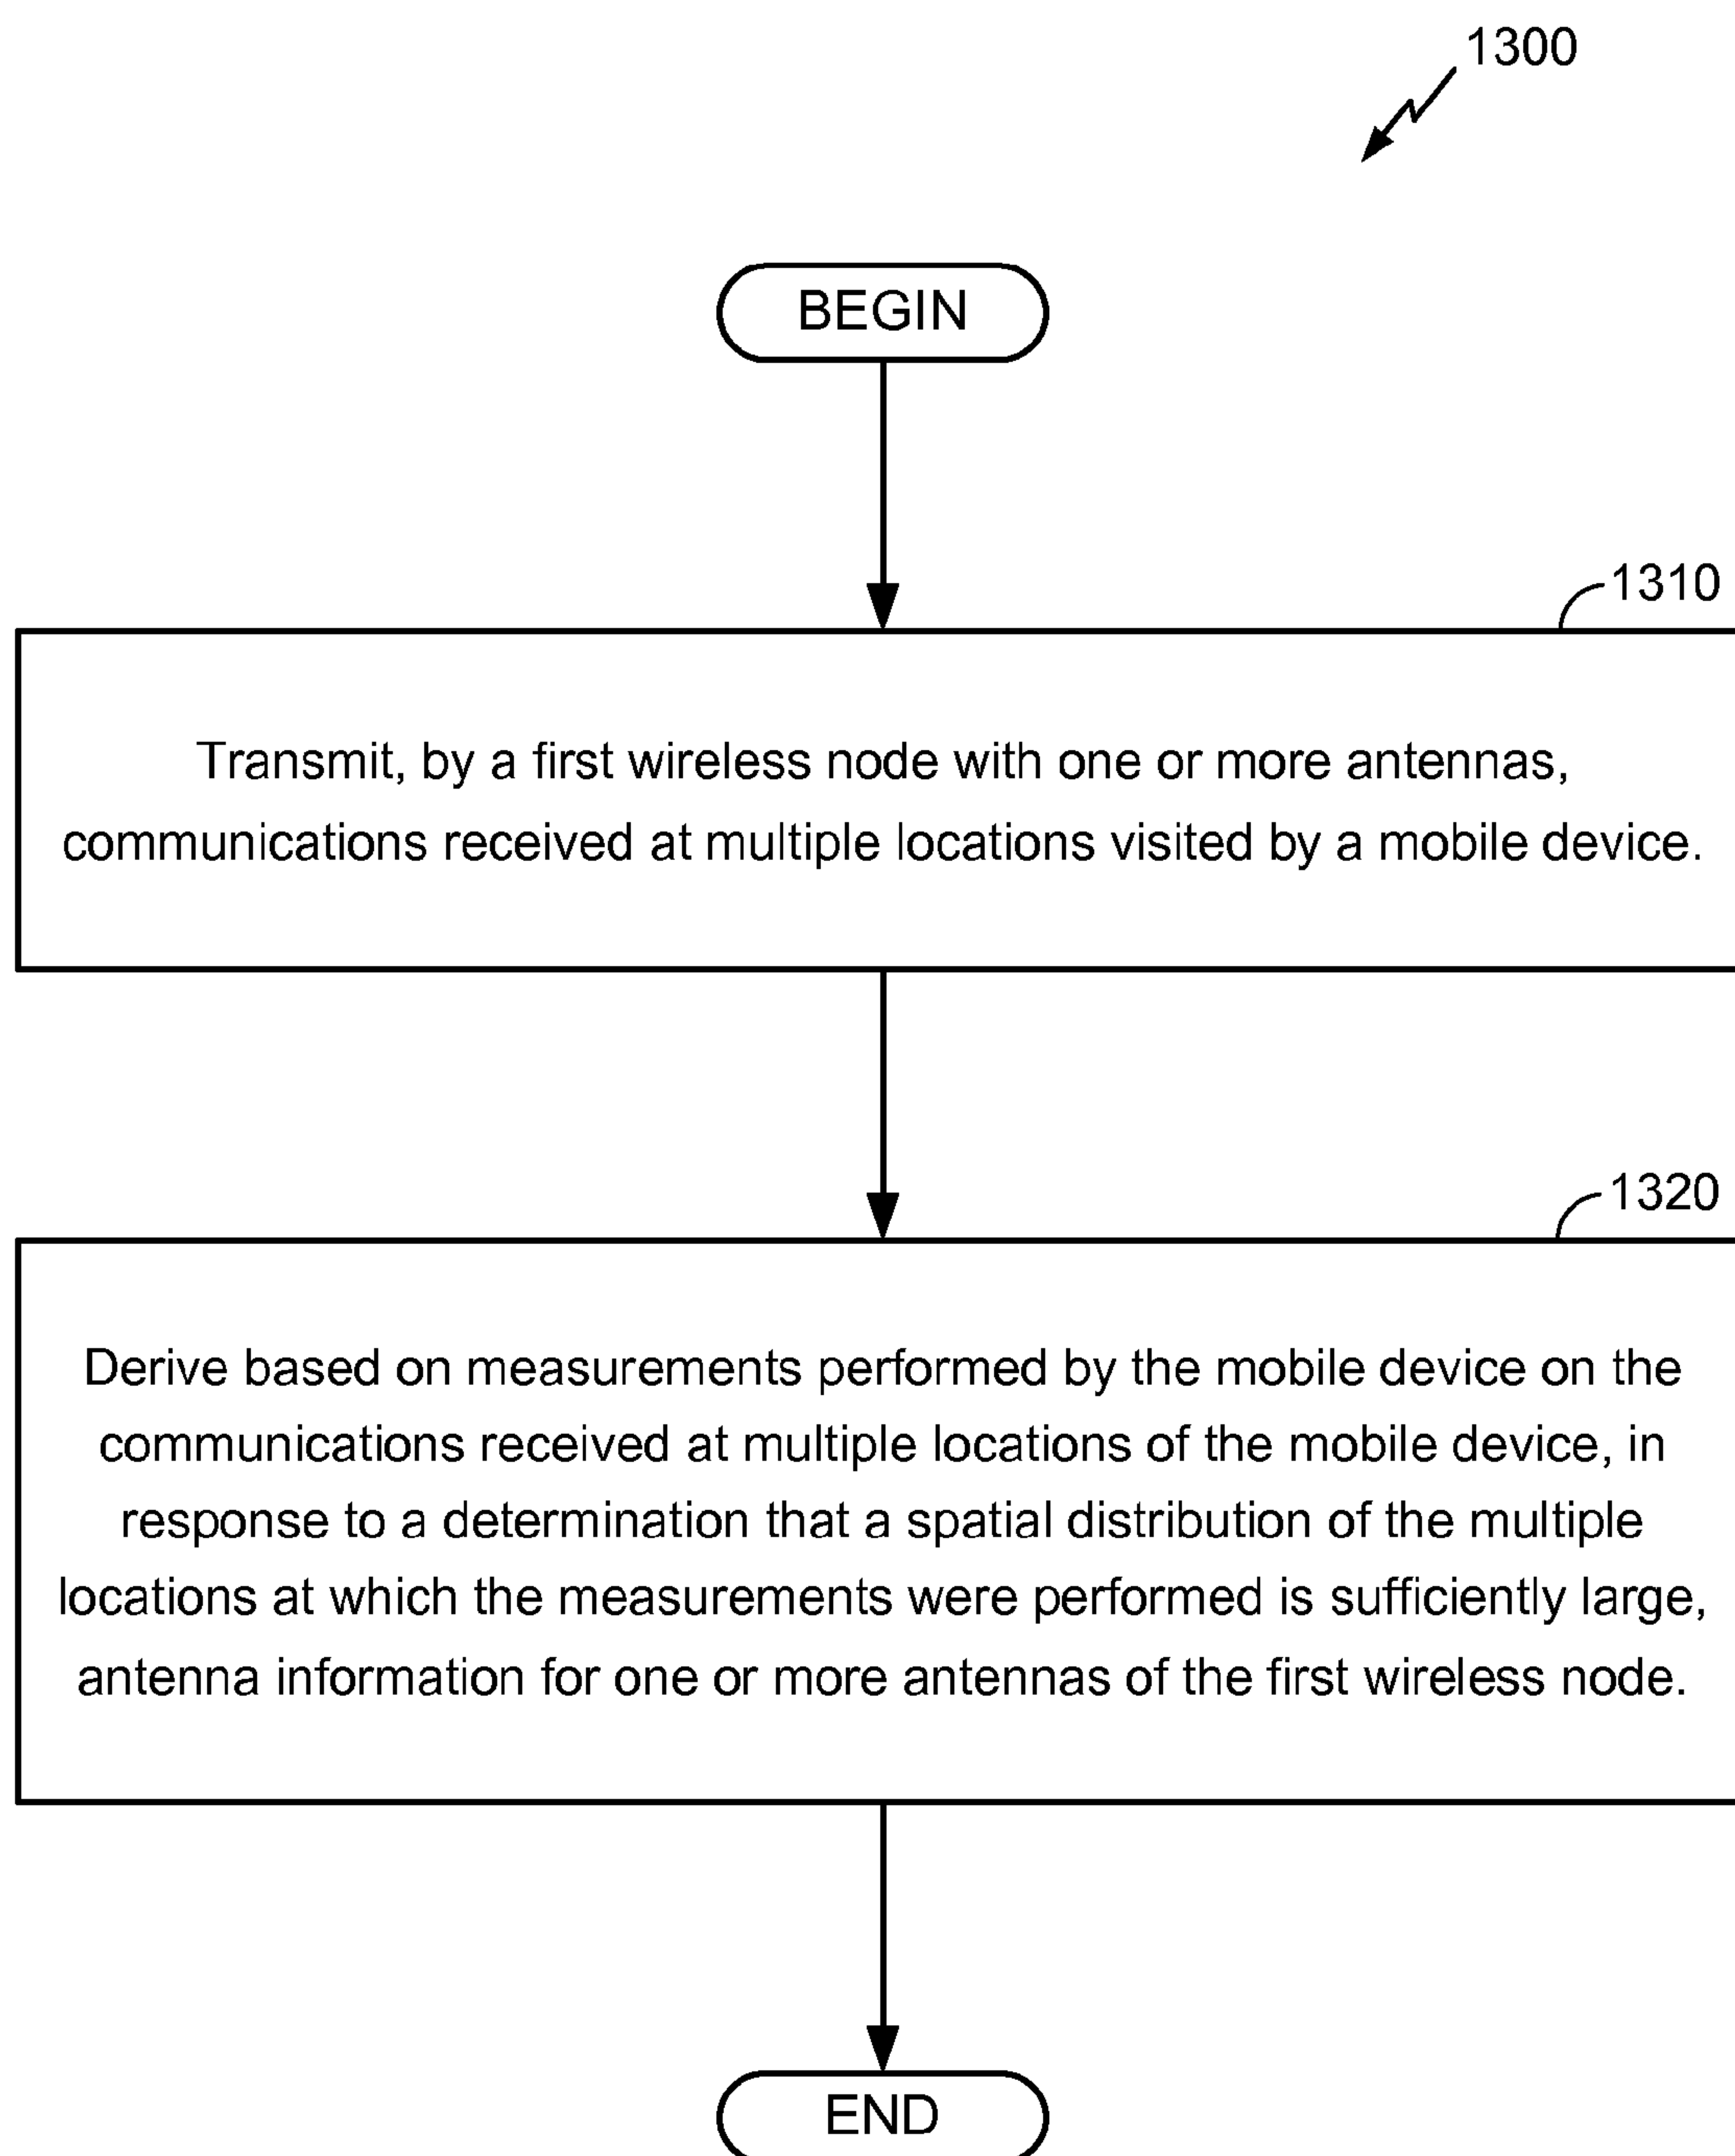 1300
BEGIN
1310
Transmit, by a first wireless node with one or more antennas,
communications received at multiple locations visited by a mobile device.
1320
Derive based on measurements performed by the mobile device on the
communications received at multiple locations of the mobile device, in
response to a determination that a spatial distribution of the multiple
locations at which the measurements were performed is sufficiently large,
antenna information for one or more antennas of the first wireless node.
END